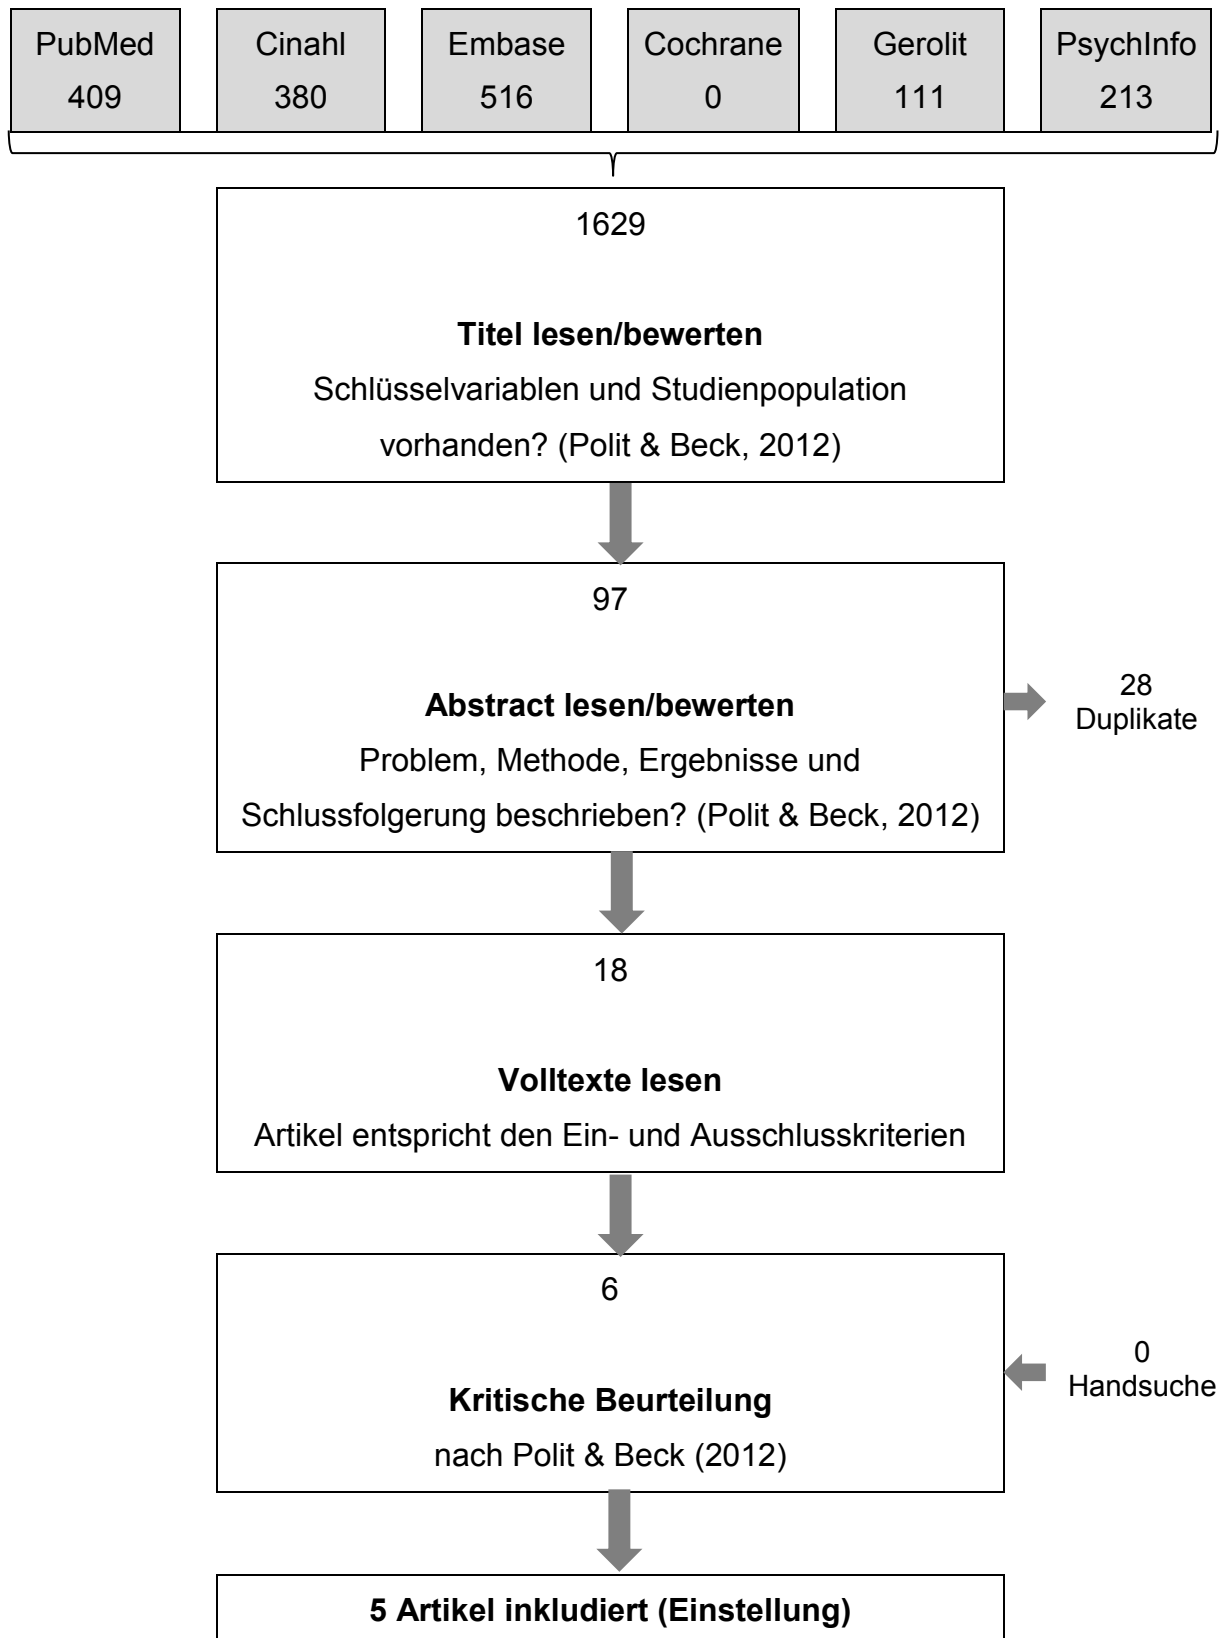 PubMed
409
Cinahl
380
Embase
516
Cochrane
0
Gerolit
111
PsychInfo
213
1629
Titel lesen/bewerten
Schlüsselvariablen und Studienpopulation
vorhanden? (Polit & Beck, 2012)
97
Abstract lesen/bewerten
Problem, Methode, Ergebnisse und
Schlussfolgerung beschrieben? (Polit & Beck, 2012)
28
Duplikate
18
Volltexte lesen
Artikel entspricht den Ein- und Ausschlusskriterien
6
Kritische Beurteilung
nach Polit & Beck (2012)
0
Handsuche
5 Artikel inkludiert (Einstellung)